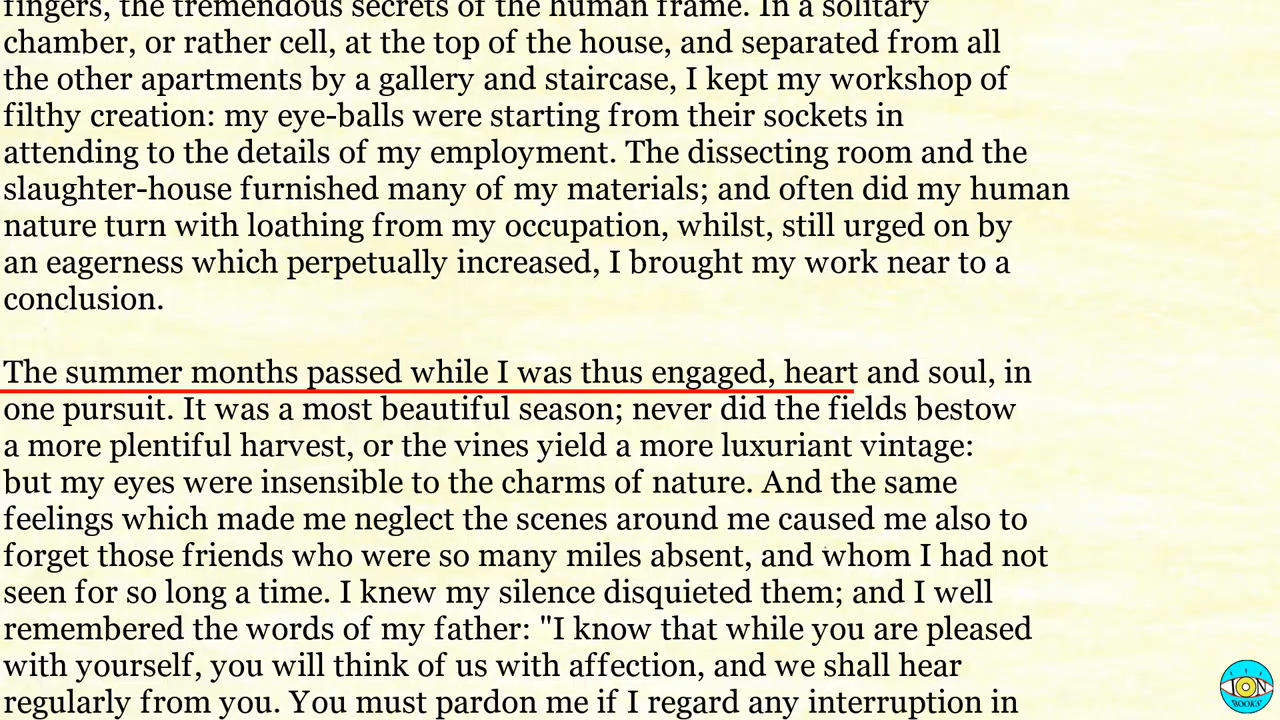 fingers, the tremendous secrets of the human frame. In a solitary
chamber, or rather cell, at the top of the house, and separated from all
the other apartments by a gallery and staircase, I kept my workshop of
filthy creation: my eye-balls were starting from their sockets in
attending to the details of my employment. The dissecting room and the
slaughter-house furnished many of my materials; and often did my human
nature turn with loathing from my occupation, whilst, still urged on by
an eagerness which perpetually increased, I brought my work near to a
conclusion.
The summer months passed while I was thus engaged, heart and soul, in
one pursuit. It was a most beautiful season; never did the fields bestow
a more plentiful harvest, or the vines yield a more luxuriant vintage:
but my eyes were insensible to the charms of nature. And the same
feelings which made me neglect the scenes around me caused me also to
forget those friends who were so many miles absent, and whom I had not
seen for so long a time. I knew my silence disquieted them; and I well
remembered the words of my father: "I know that while you are pleased
with yourself, you will think of us with affection, and we shall hear
regularly from you. You must pardon me if I regard any interruption in
ION
BOOKS